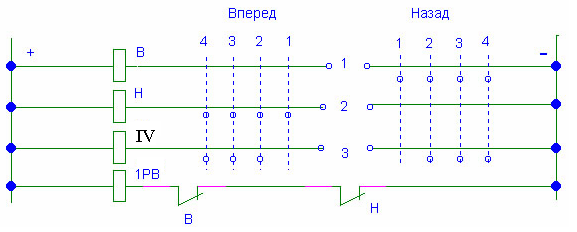 Вперед Назад
4 3 2 1 1 2 3 4
+ В 1 -
Н 2
IV 3
1РВ
В Н